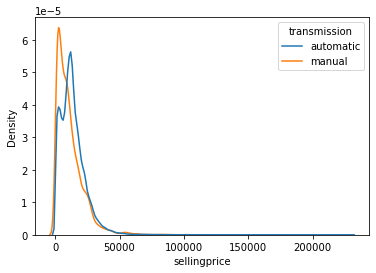 1e−5
transmission
automatic
manual
6
5
4
3
2
1
0
Density
0 50000 100000 150000 200000
sellingprice